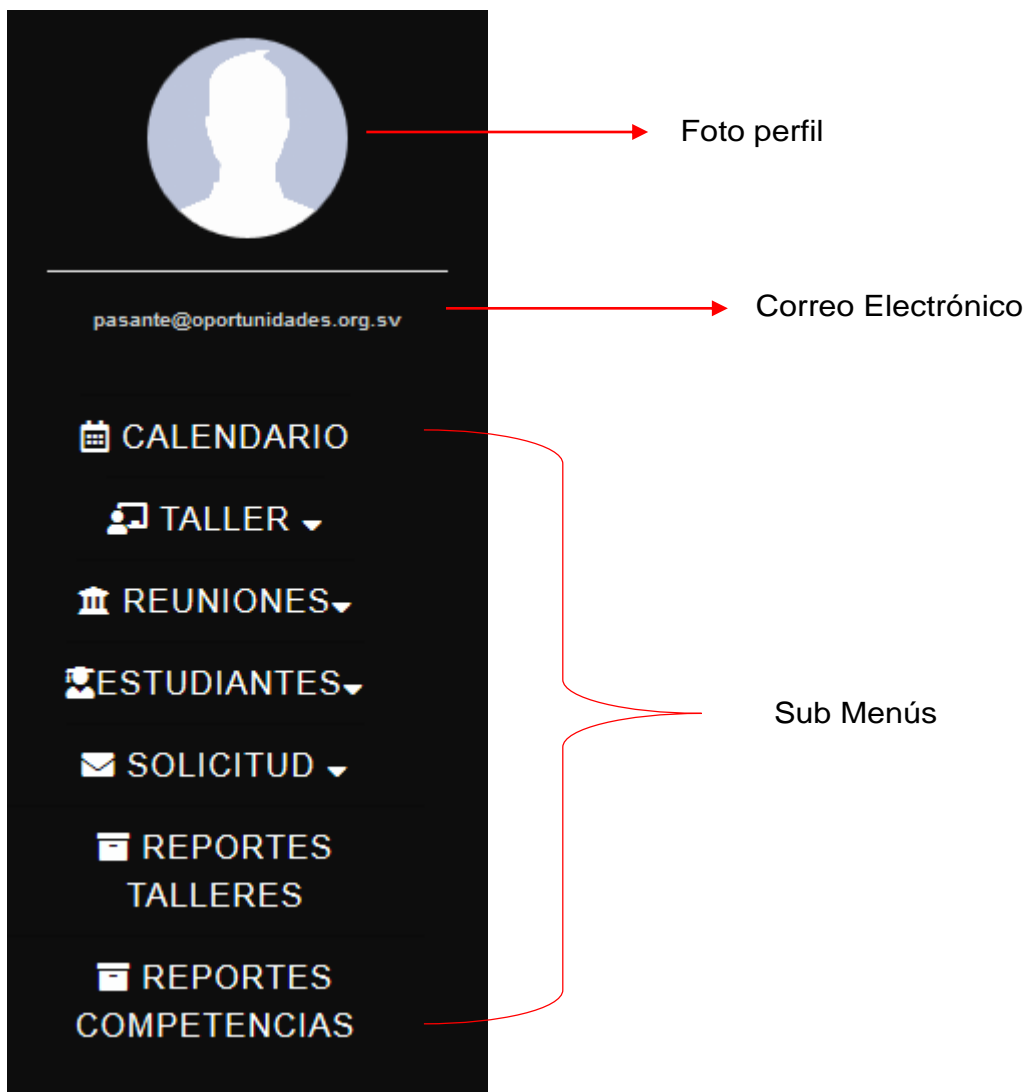 Foto perfil
pasante@oportunidades.org.sv
Correo Electrónico
CALENDARIO
TALLER
REUNIONES
ESTUDIANTES
SOLICITUD
Sub Menús
REPORTES
TALLERES
REPORTES
COMPETENCIAS